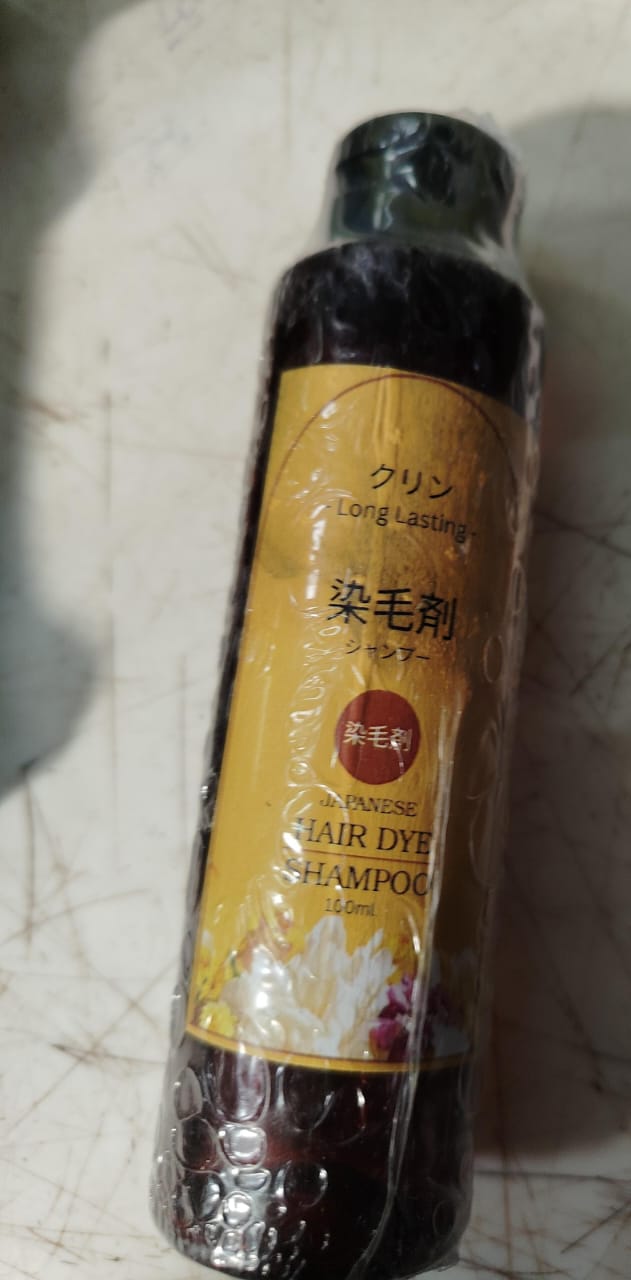 クリン
- Long Lasting -
染毛剤
シャンプー
染毛剤
JAPANESE
HAIR DYE
SHAMPOO
100ml